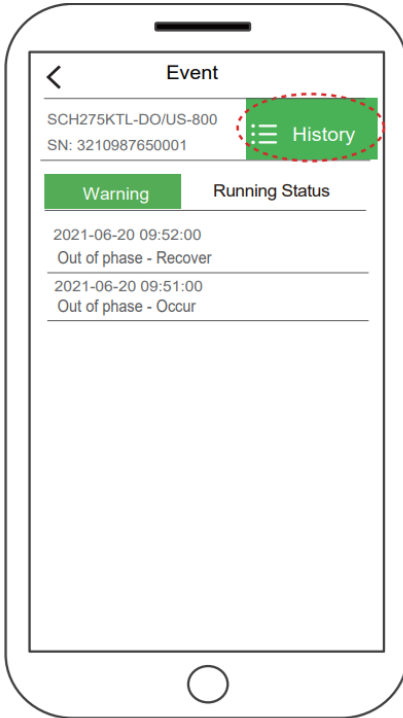 Event
SCH275KTL-DO/US-800
SN: 3210987650001
History
Warning
Running Status
2021-06-20 09:52:00
Out of phase - Recover
2021-06-20 09:51:00
Out of phase - Occur